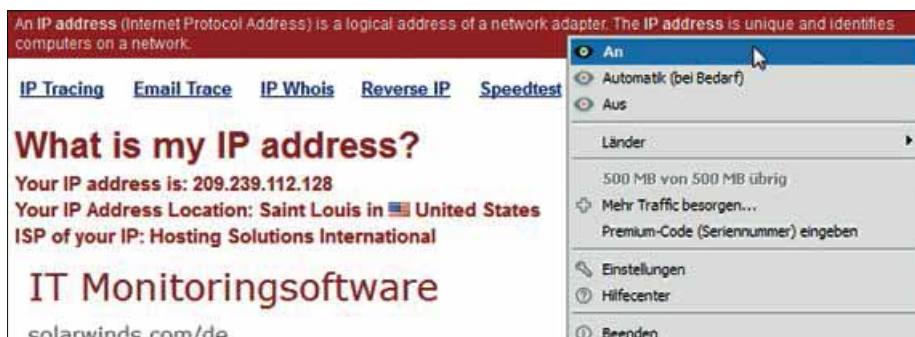 An IP address (Internet Protocol Address) is a logical address of a network adapter. The IP address is unique and identifies
computers on a network.
IP Tracing Email Trace IP Whois Reverse IP Speedtest
What is my IP address?
Your IP address is: 209.239.112.128
Your IP Address Location: Saint Louis in United States
ISP of your IP: Hosting Solutions International
IT Monitoringsoftware
solarwinds.com/de
An
Automatik (bei Bedarf)
Aus
Länder
500 MB von 500 MB übrig
Mehr Traffic besorgen...
Premium-Code (Seriennummer) eingeben
Einstellungen
Hilfecenter
Beenden